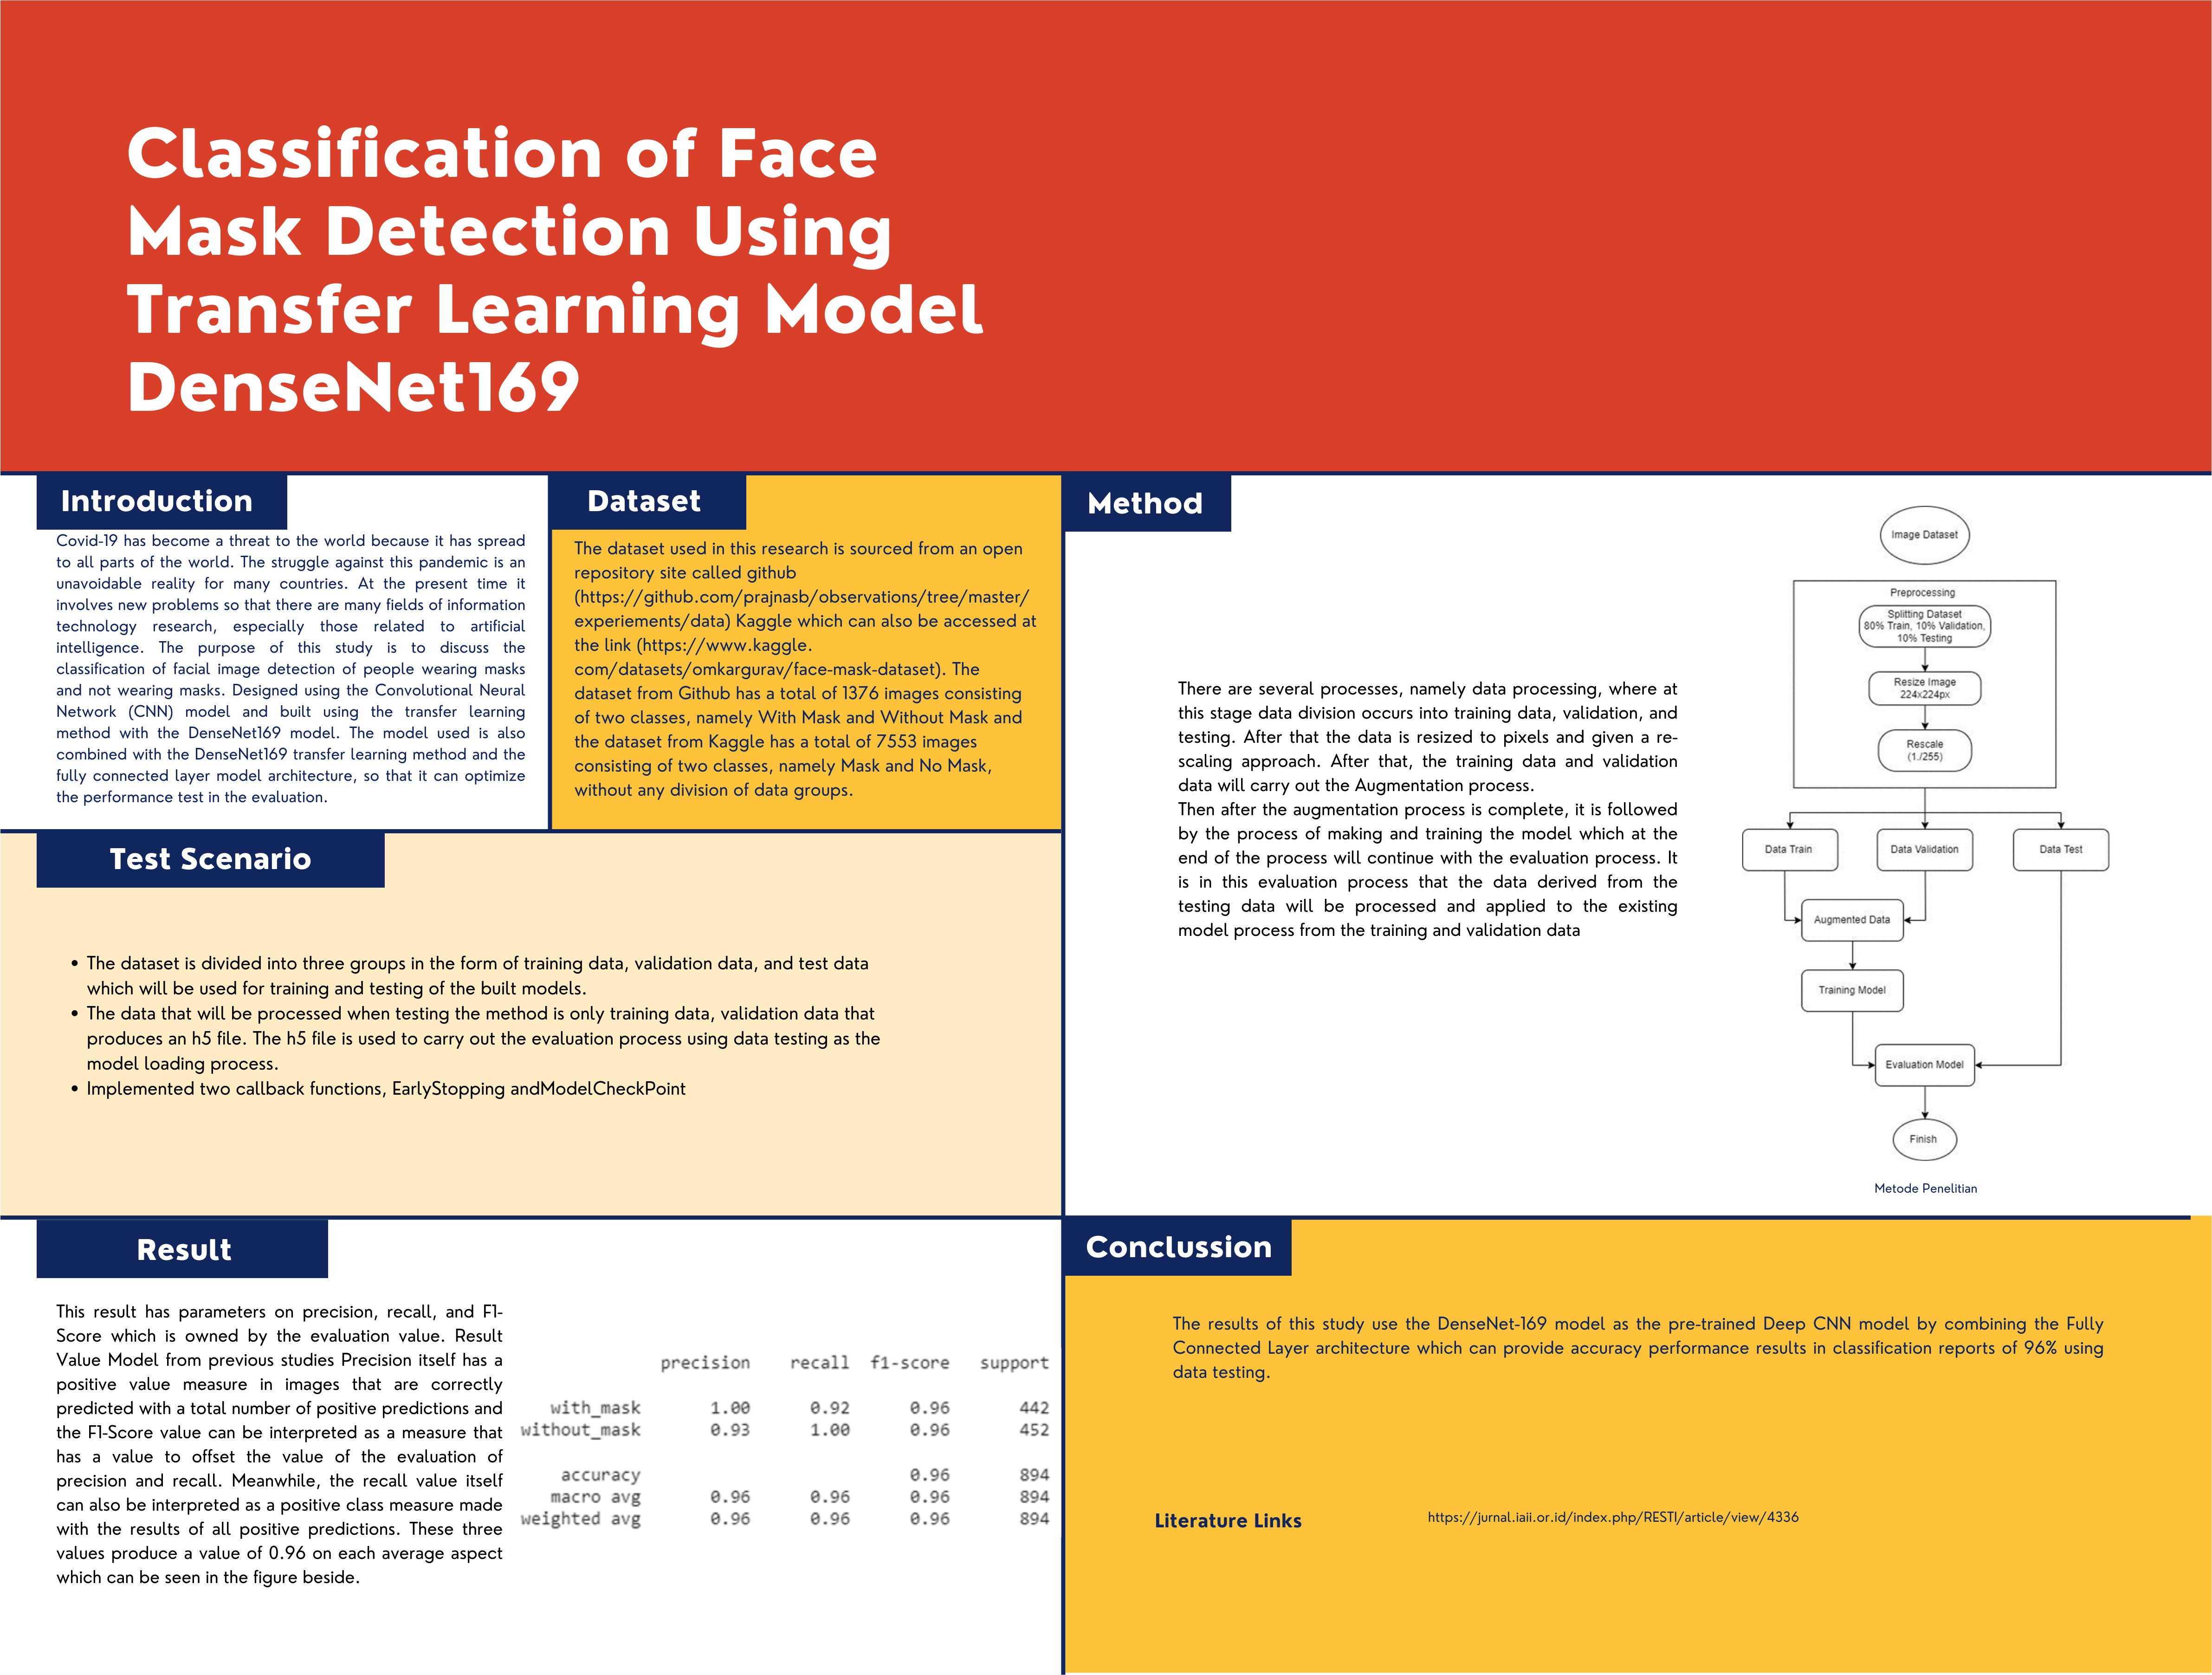 Classification of Face
Mask Detection Using
Transfer Learning Model
DenseNet169
Introduction
Covid-19 has become a threat to the world because it has spread
to all parts of the world. The struggle against this pandemic is an
unavoidable reality for many countries. At the present time it
involves new problems so that there are many fields of information
technology research, especially those related to artificial
intelligence. The purpose of this study is to discuss the
classification of facial image detection of people wearing masks
and not wearing masks. Designed using the Convolutional Neural
Network (CNN) model and built using the transfer learning
method with the DenseNet169 model. The model used is also
combined with the DenseNet169 transfer learning method and the
fully connected layer model architecture, so that it can optimize
the performance test in the evaluation.
Dataset
The dataset used in this research is sourced from an open
repository site called github
(https://github.com/prajnasb/observations/tree/master/
experiements/data) Kaggle which can also be accessed at
the link (https://www.kaggle.
com/datasets/omkargurav/face-mask-dataset). The
dataset from Github has a total of 1376 images consisting
of two classes, namely With Mask and Without Mask and
the dataset from Kaggle has a total of 7553 images
consisting of two classes, namely Mask and No Mask,
without any division of data groups.
Test Scenario
• The dataset is divided into three groups in the form of training data, validation data, and test data
which will be used for training and testing of the built models.
• The data that will be processed when testing the method is only training data, validation data that
produces an h5 file. The h5 file is used to carry out the evaluation process using data testing as the
model loading process.
• Implemented two callback functions, EarlyStopping andModelCheckPoint
Method
There are several processes, namely data processing, where at
this stage data division occurs into training data, validation, and
testing. After that the data is resized to pixels and given a re-
scaling approach. After that, the training data and validation
data will carry out the Augmentation process.
Then after the augmentation process is complete, it is followed
by the process of making and training the model which at the
end of the process will continue with the evaluation process. It
is in this evaluation process that the data derived from the
testing data will be processed and applied to the existing
model process from the training and validation data
Image Dataset
Preprocessing
Splitting Dataset
80% Train, 10% Validation,
10% Testing
Resize Image
224x224px
Rescale
(1./255)
Data Train
Data Validation
Data Test
Augmented Data
Training Model
Evaluation Model
Finish
Metode Penelitian
Result
This result has parameters on precision, recall, and F1-
Score which is owned by the evaluation value. Result
Value Model from previous studies Precision itself has a
positive value measure in images that are correctly
predicted with a total number of positive predictions and
the F1-Score value can be interpreted as a measure that
has a value to offset the value of the evaluation of
precision and recall. Meanwhile, the recall value itself
can also be interpreted as a positive class measure made
with the results of all positive predictions. These three
values produce a value of 0.96 on each average aspect
which can be seen in the figure beside.
precision recall f1-score support
with_mask 1.00 0.92 0.96 442
without_mask 0.93 1.00 0.96 452
accuracy 0.96 894
macro avg 0.96 0.96 0.96 894
weighted avg 0.96 0.96 0.96 894
Conclussion
The results of this study use the DenseNet-169 model as the pre-trained Deep CNN model by combining the Fully
Connected Layer architecture which can provide accuracy performance results in classification reports of 96% using
data testing.
Literature Links
https://jurnal.iaii.or.id/index.php/RESTI/article/view/4336